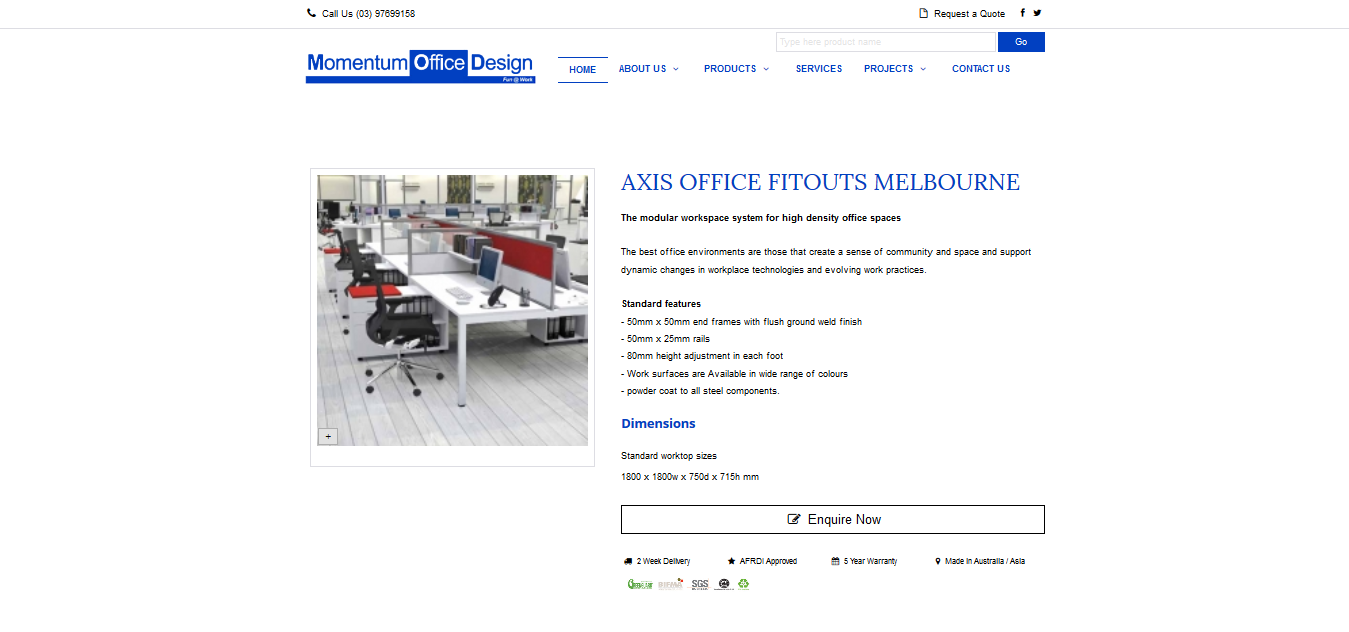 Call Us (03) 97699158
Request a Quote
Type here product name
Go
Momentum Office Design
Fun @ Work
HOME
ABOUT US
PRODUCTS
SERVICES
PROJECTS
CONTACT US
AXIS OFFICE FITOUTS MELBOURNE
The modular workspace system for high density office spaces
The best office environments are those that create a sense of community and space and support
dynamic changes in workplace technologies and evolving work practices.
Standard features
- 50mm x 50mm end frames with flush ground weld finish
- 50mm x 25mm rails
- 80mm height adjustment in each foot
- Work surfaces are Available in wide range of colours
- powder coat to all steel components.
+
Dimensions
Standard worktop sizes
1800 x 1800w x 750d x 715h mm
Enquire Now
2 Week Delivery
AFRDI Approved
5 Year Warranty
Made in Australia / Asia
BIFMA
SGS